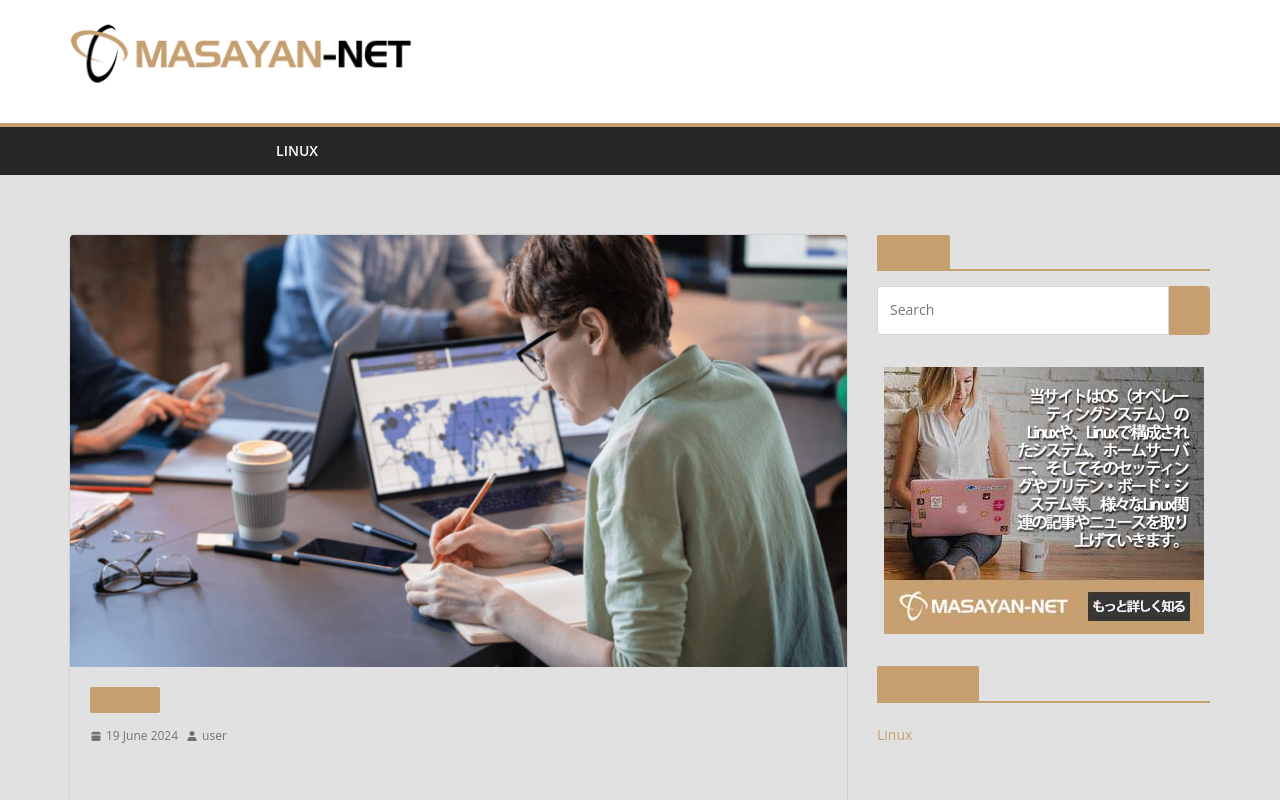 MASAYAN-NET
LINUX
Search
当サイトはOS（オペレー
ティングシステム）の
Linuxや、Linuxで構成され
たシステム、ホームサーバ
ー、そしてそのセッティン
グやブリテン・ボード・シ
ステム等、様々なLinux関
連の記事やニュースを取り
上げていきます。
MASAYAN-NET
もっと詳しく知る
19 June 2024 user
Linux